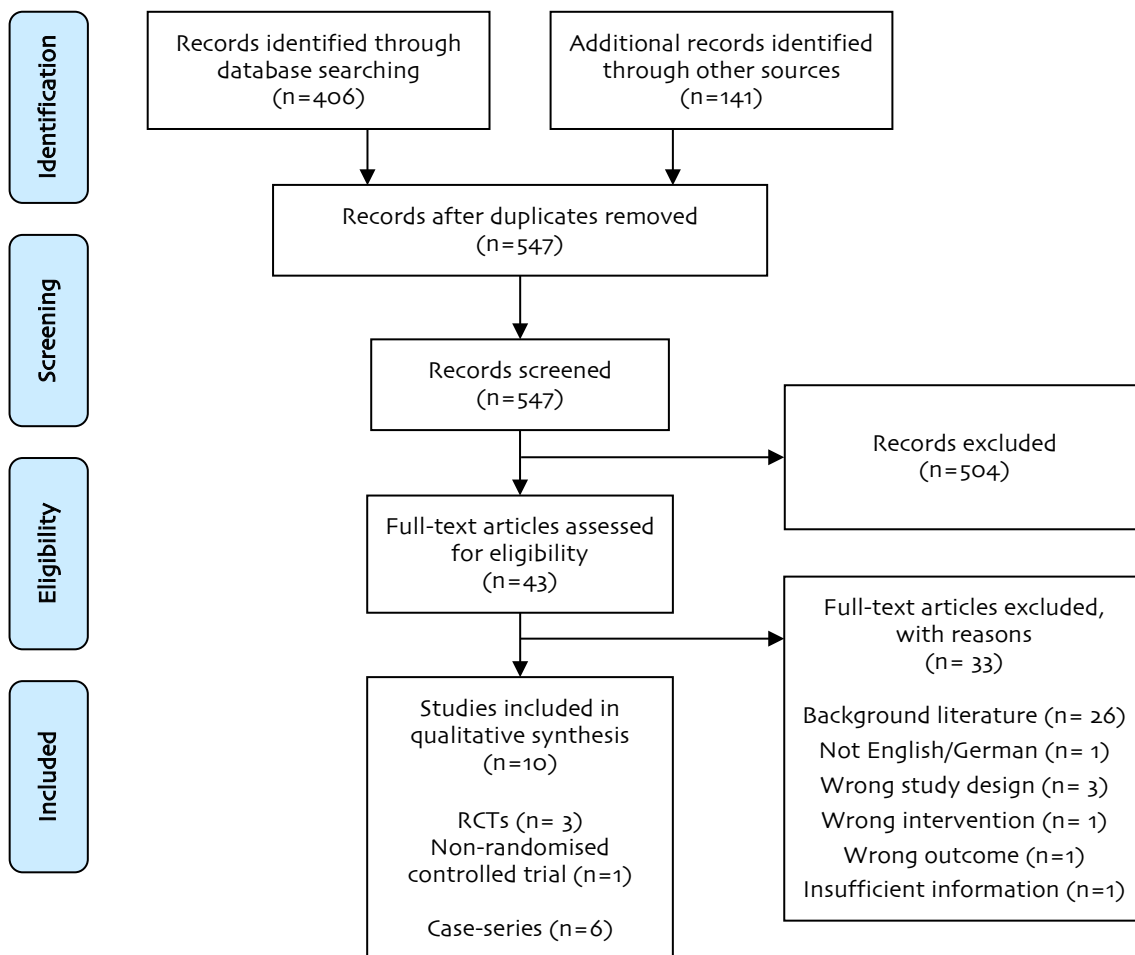 Identification
Records identified through
database searching
(n=406)
Additional records identified
through other sources
(n=141)
Records after duplicates removed
(n=547)
Screening
Records screened
(n=547)
Records excluded
(n=504)
Eligibility
Full-text articles assessed
for eligibility
(n=43)
Full-text articles excluded,
with reasons
(n= 33)
Background literature (n= 26)
Not English/German (n= 1)
Wrong study design (n= 3)
Wrong intervention (n= 1)
Wrong outcome (n=1)
Insufficient information (n=1)
Included
Studies included in
qualitative synthesis
(n=10)
RCTs (n= 3)
Non-randomised
controlled trial (n=1)
Case-series (n=6)